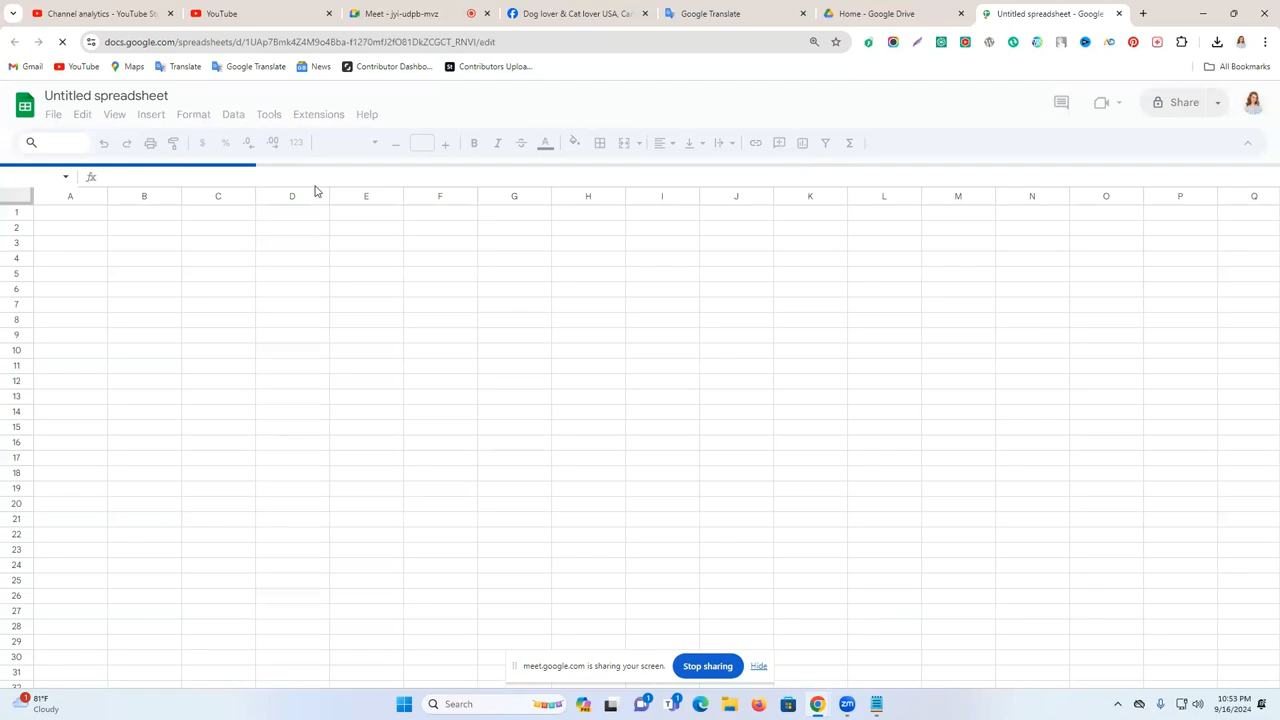 Channel analytics - YouTube St
YouTube
Meet - jyi-udpb-mvc
Dog lover & Cat lover USA, Can
Google Translate
Home - Google Drive
Untitled spreadsheet - Google
docs.google.com/spreadsheets/d/1UAp7Bmk4Z4M9o4Bba-f1270mfJ2fO81DkZCGCT_RNVI/edit
Gmail YouTube Maps Translate Google Translate News Contributor Dashbo... Contributors Uploa... All Bookmarks
Untitled spreadsheet
File Edit View Insert Format Data Tools Extensions Help
Share
$ % .0 .00 123 B I S A Σ
fx
A B C D E F G H I J K L M N O P Q
1
2
3
4
5
6
7
8
9
10
11
12
13
14
15
16
17
18
19
20
21
22
23
24
25
26
27
28
29
30
31
32
meet.google.com is sharing your screen. Stop sharing Hide
81°F
Cloudy
Search
10:53 PM
9/16/2024